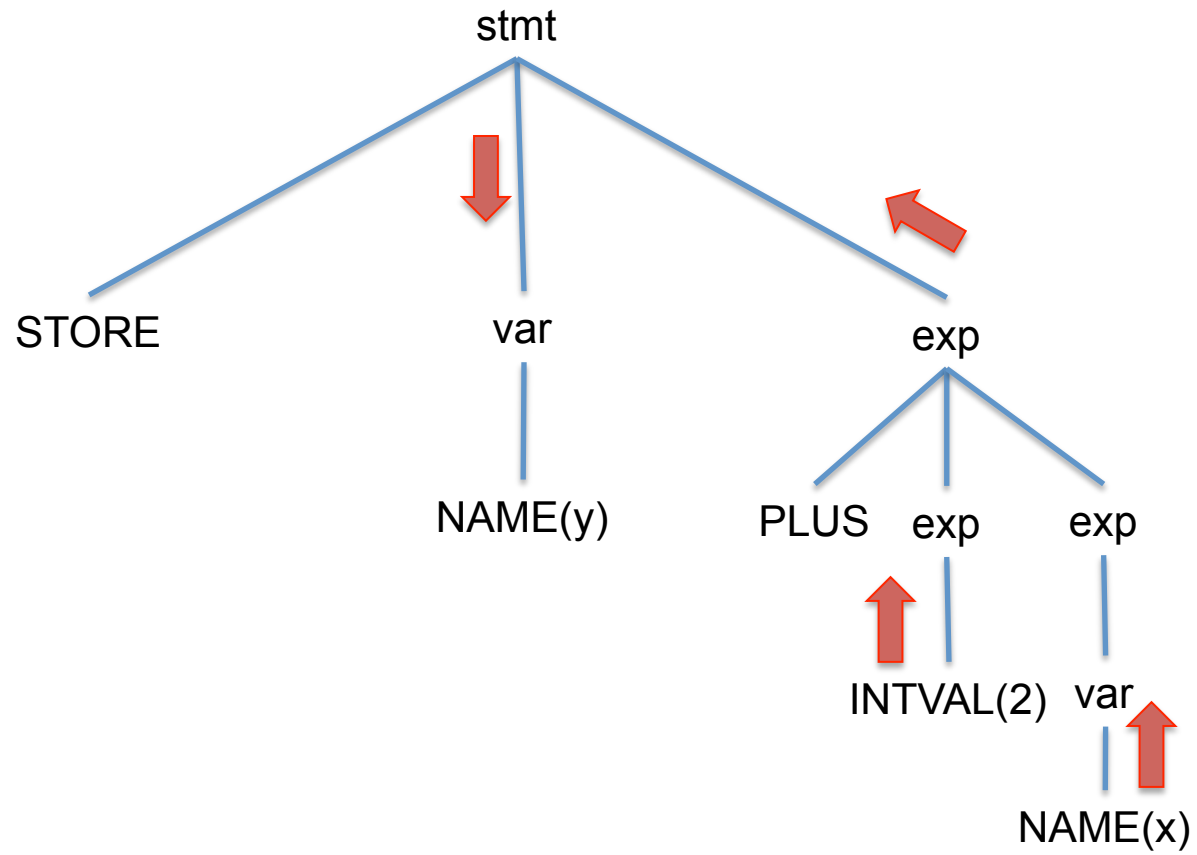 stmt
STORE var exp
NAME(y) PLUS exp exp
INTVAL(2) var
NAME(x)